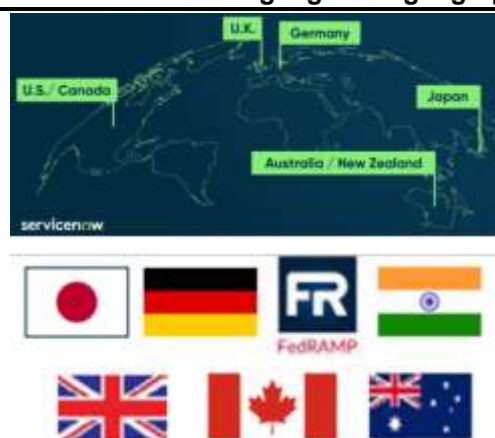 U.K.
Germany
U.S./ Canada
Japan
Australia / New Zealand
servicenow
FR
FedRAMP